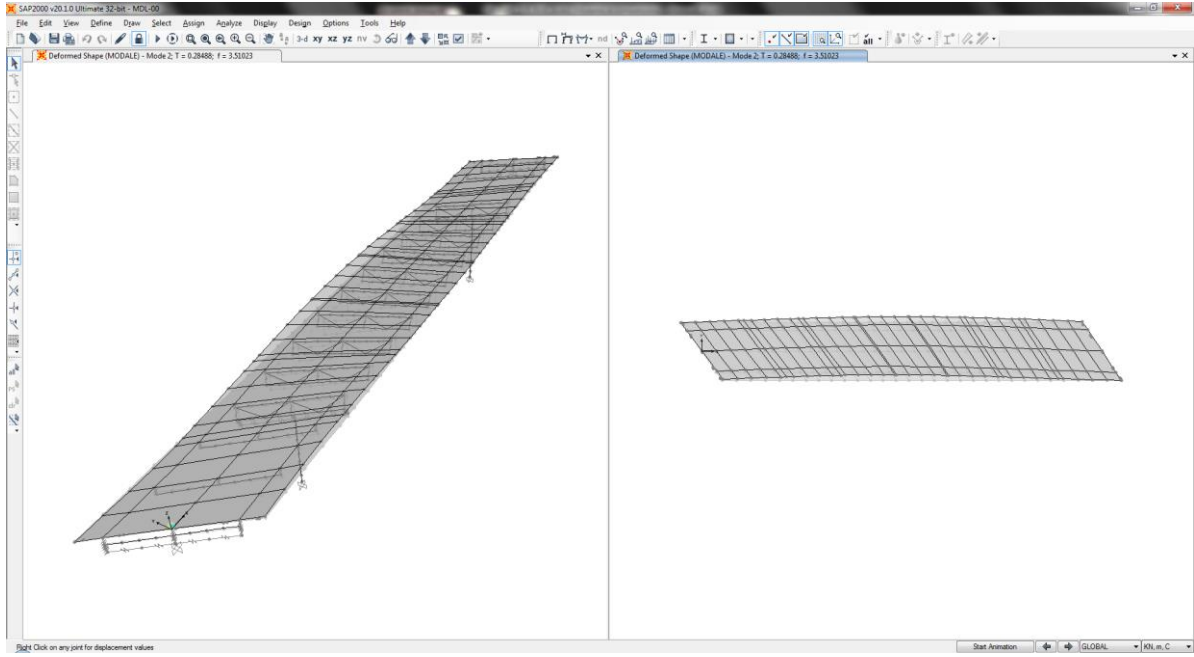 SAP2000 v20.1.0 Ultimate 32-bit - MDL-00
File Edit View Define Draw Select Assign Analyze Display Design Options Tools Help
3-d xy xz yz nv
nd
all
Deformed Shape (MODALE) - Mode 2; T = 0.28488; f = 3.51023
Deformed Shape (MODALE) - Mode 2; T = 0.28488; f = 3.51023
Right Click on any joint for displacement values
Start Animation
GLOBAL
KN, m, C